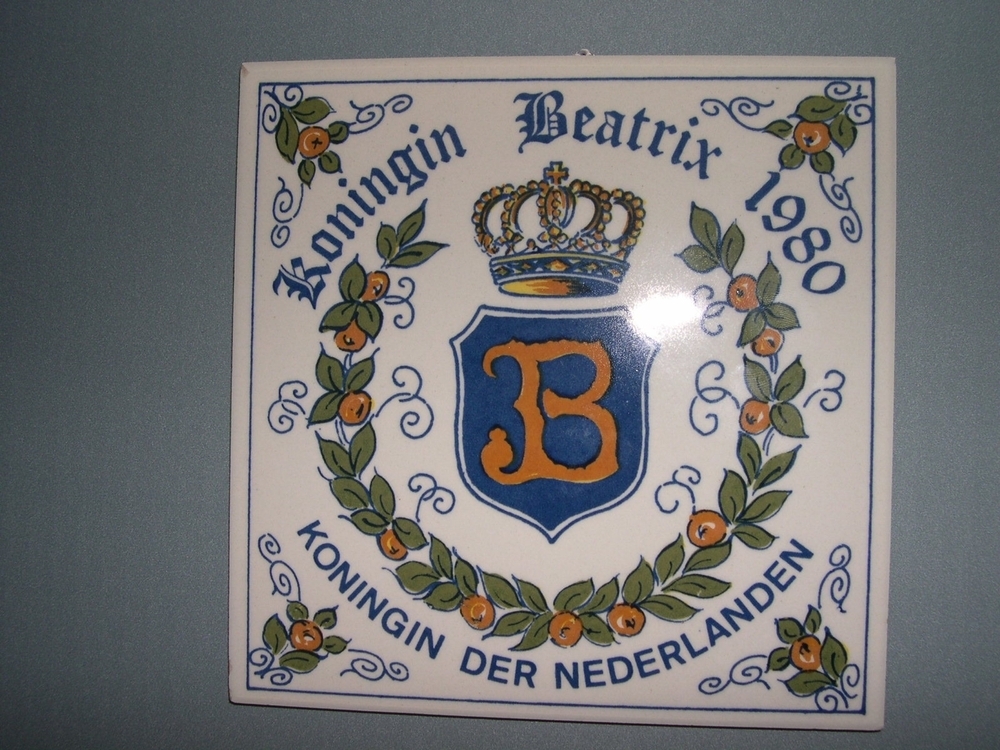 Koningin Beatrix 1980
B
KONINGIN DER NEDERLANDEN